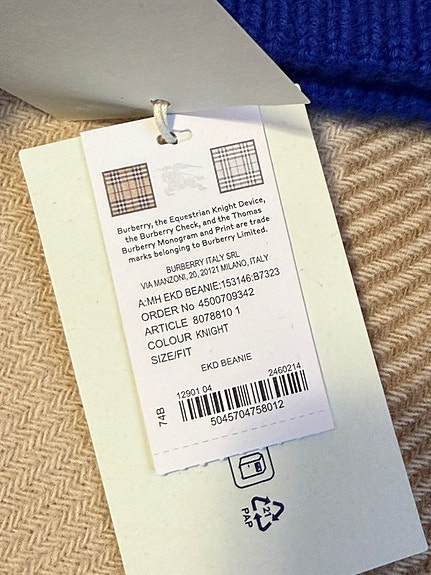 Burberry, the Equestrian Knight Device,
the Burberry Check, and the Thomas
Burberry Monogram and Print are trade
marks belonging to Burberry Limited.
BURBERRY ITALY SRL
VIA MANZONI, 20, 20121 MILANO, ITALY
A:MH EKD BEANIE:153146:B7323
ORDER No 4500709342
ARTICLE 8078810 1
COLOUR KNIGHT
SIZE/FIT
EKD BEANIE
12901 04 2460214
74B
5045704758012
21
PAP